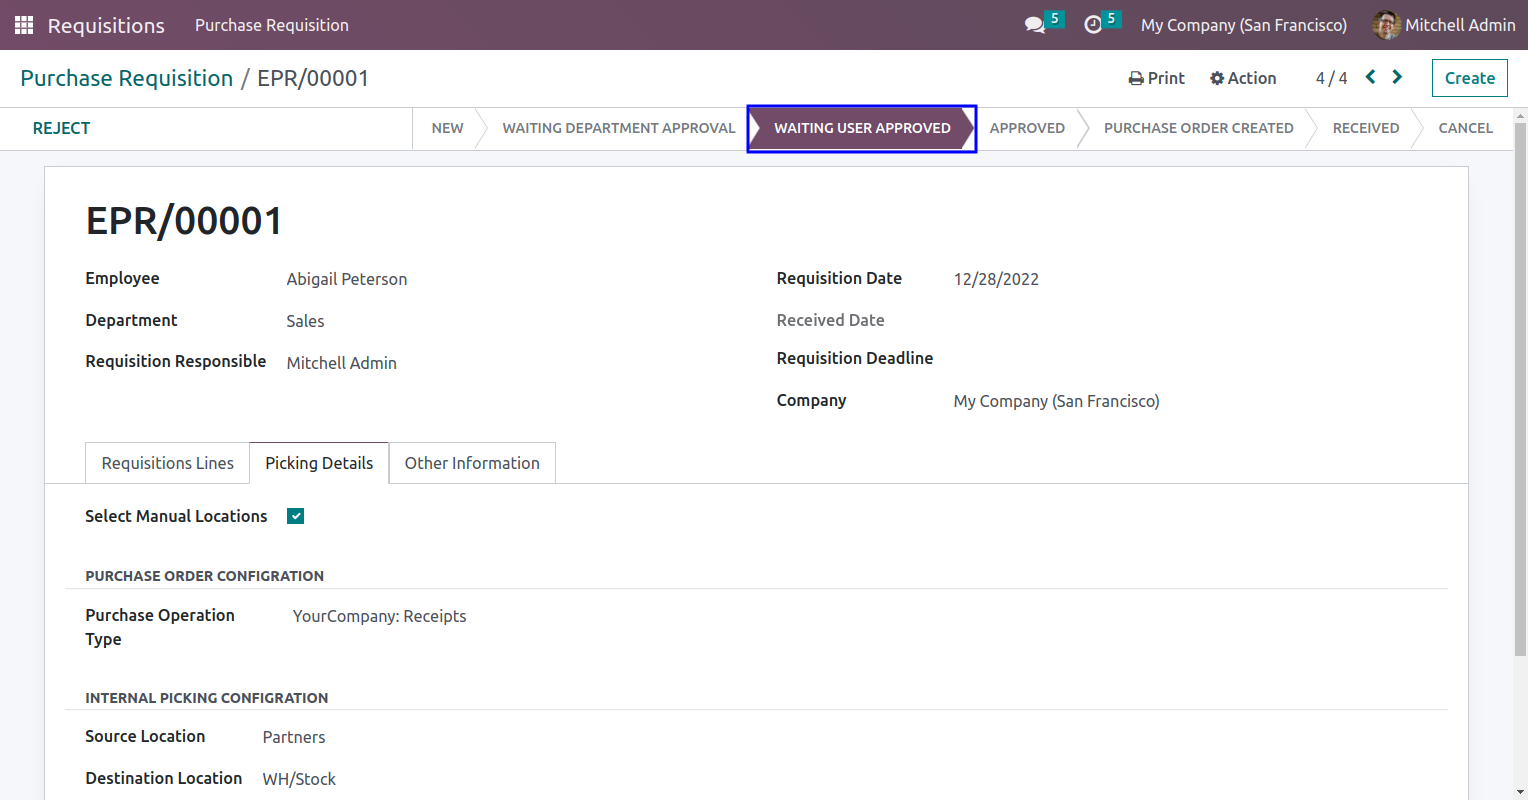 Requisitions Purchase Requisition 5 5 My Company (San Francisco) Mitchell Admin
Purchase Requisition / EPR/00001 Print Action 4 / 4 Create
REJECT NEW WAITING DEPARTMENT APPROVAL WAITING USER APPROVED APPROVED PURCHASE ORDER CREATED RECEIVED CANCEL
EPR/00001
Employee Abigail Peterson
Department Sales
Requisition Responsible Mitchell Admin
Requisition Date 12/28/2022
Received Date
Requisition Deadline
Company My Company (San Francisco)
Requisitions Lines Picking Details Other Information
Select Manual Locations
PURCHASE ORDER CONFIGRATION
Purchase Operation
Type
YourCompany: Receipts
INTERNAL PICKING CONFIGRATION
Source Location Partners
Destination Location WH/Stock